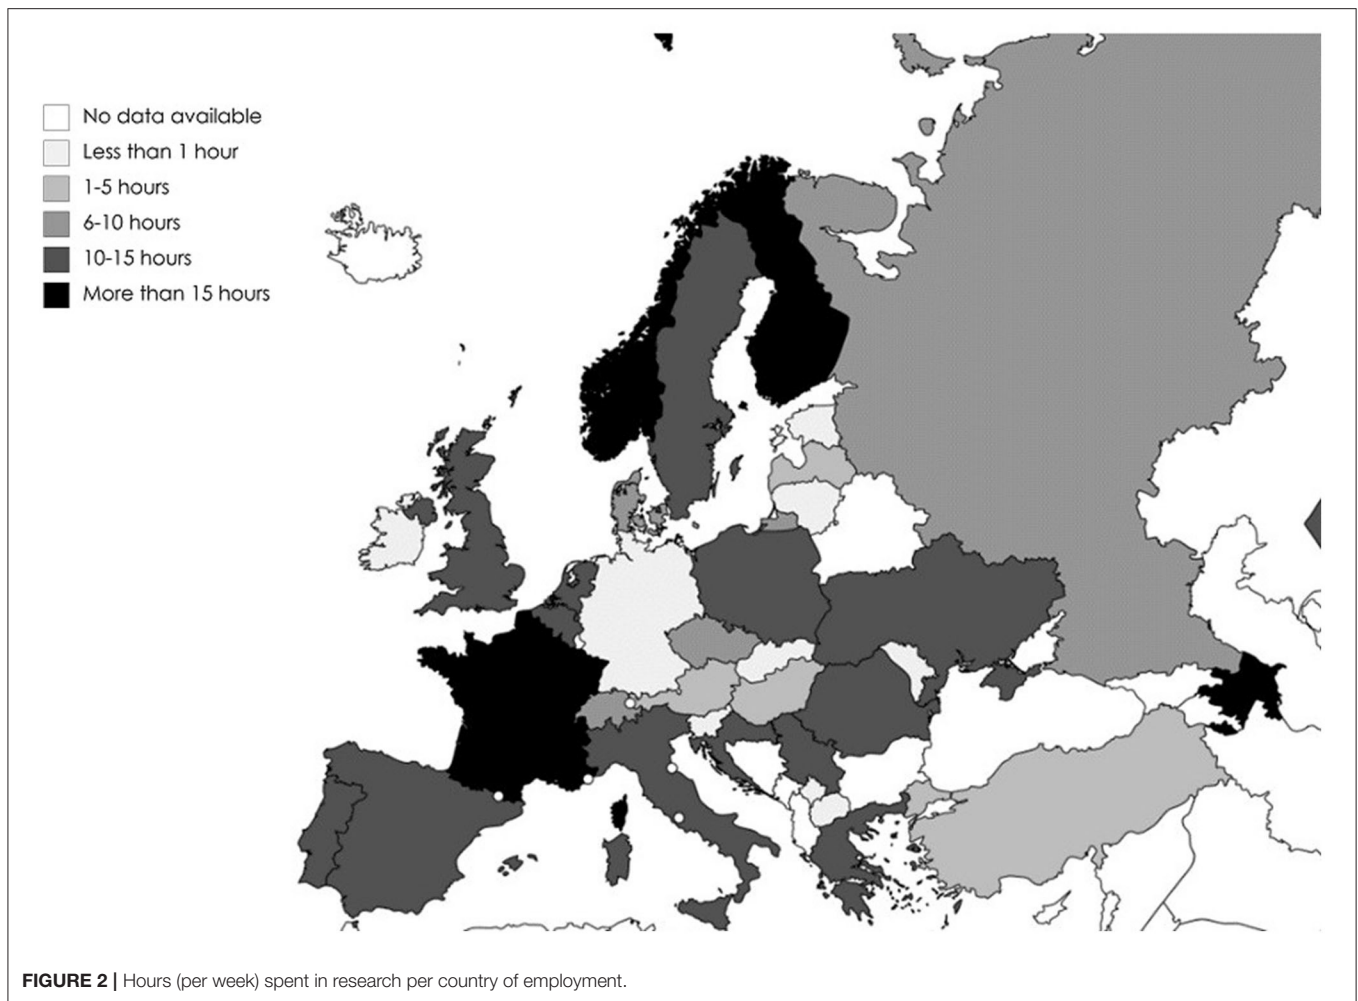 No data available
Less than 1 hour
1-5 hours
6-10 hours
10-15 hours
More than 15 hours
FIGURE 2 | Hours (per week) spent in research per country of employment.